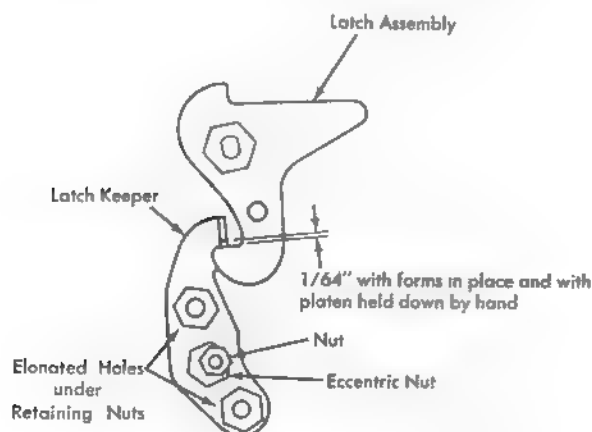 Latch Assembly
Latch Keeper
1/64" with forms in place and with
platen held down by hand
Nut
Eccentric Nut
Elonated Holes
under
Retaining Nuts